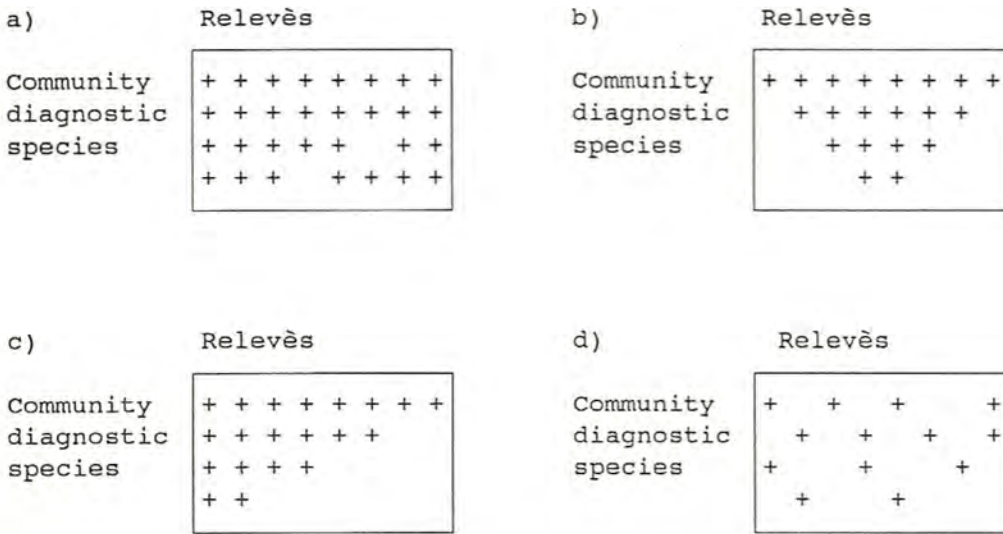 a) Relevès
Community + + + + + + + +
diagnostic + + + + + + + +
species + + + + + + +
+ + + + + + +
b) Relevès
Community + + + + + + + +
diagnostic + + + + + +
species + + + +
+ +
c) Relevès
Community + + + + + + + +
diagnostic + + + + + +
species + + + +
+ +
d) Relevès
Community + + + +
diagnostic + + + +
species + + +
+ +